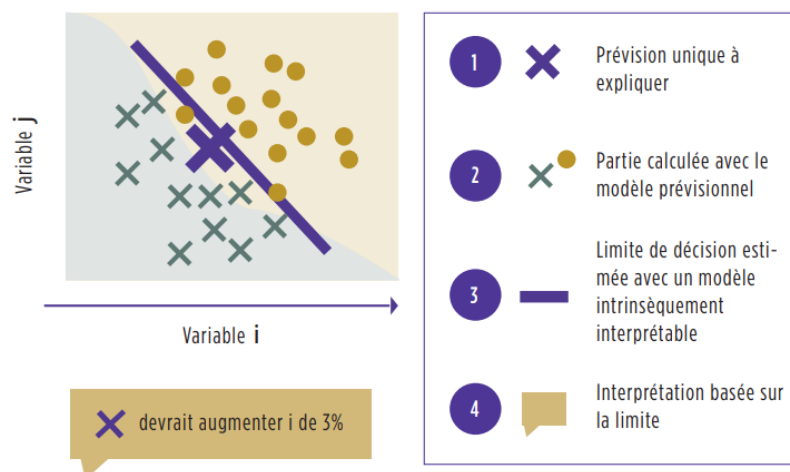 Variable j
Variable i
devrait augmenter i de 3%
1
Prévision unique à
expliquer
2
Partie calculée avec le
modèle prévisionnel
3
Limite de décision esti-
mée avec un modèle
intrinsèquement
interprétable
4
Interprétation basée sur
la limite